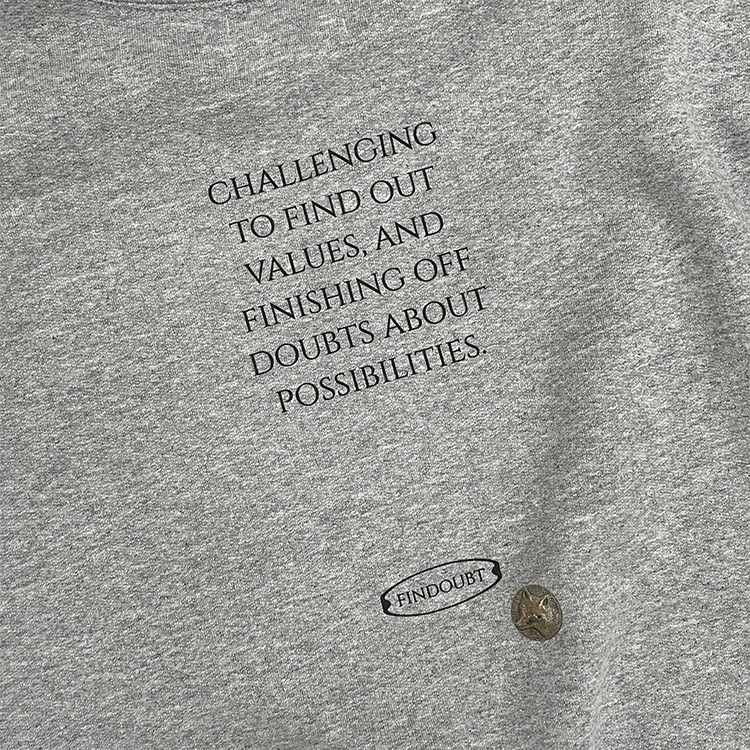 CHALLENGING
TO FIND OUT
VALUES, AND
FINISHING OFF
DOUBTS ABOUT
POSSIBILITIES.
FINDOUBT